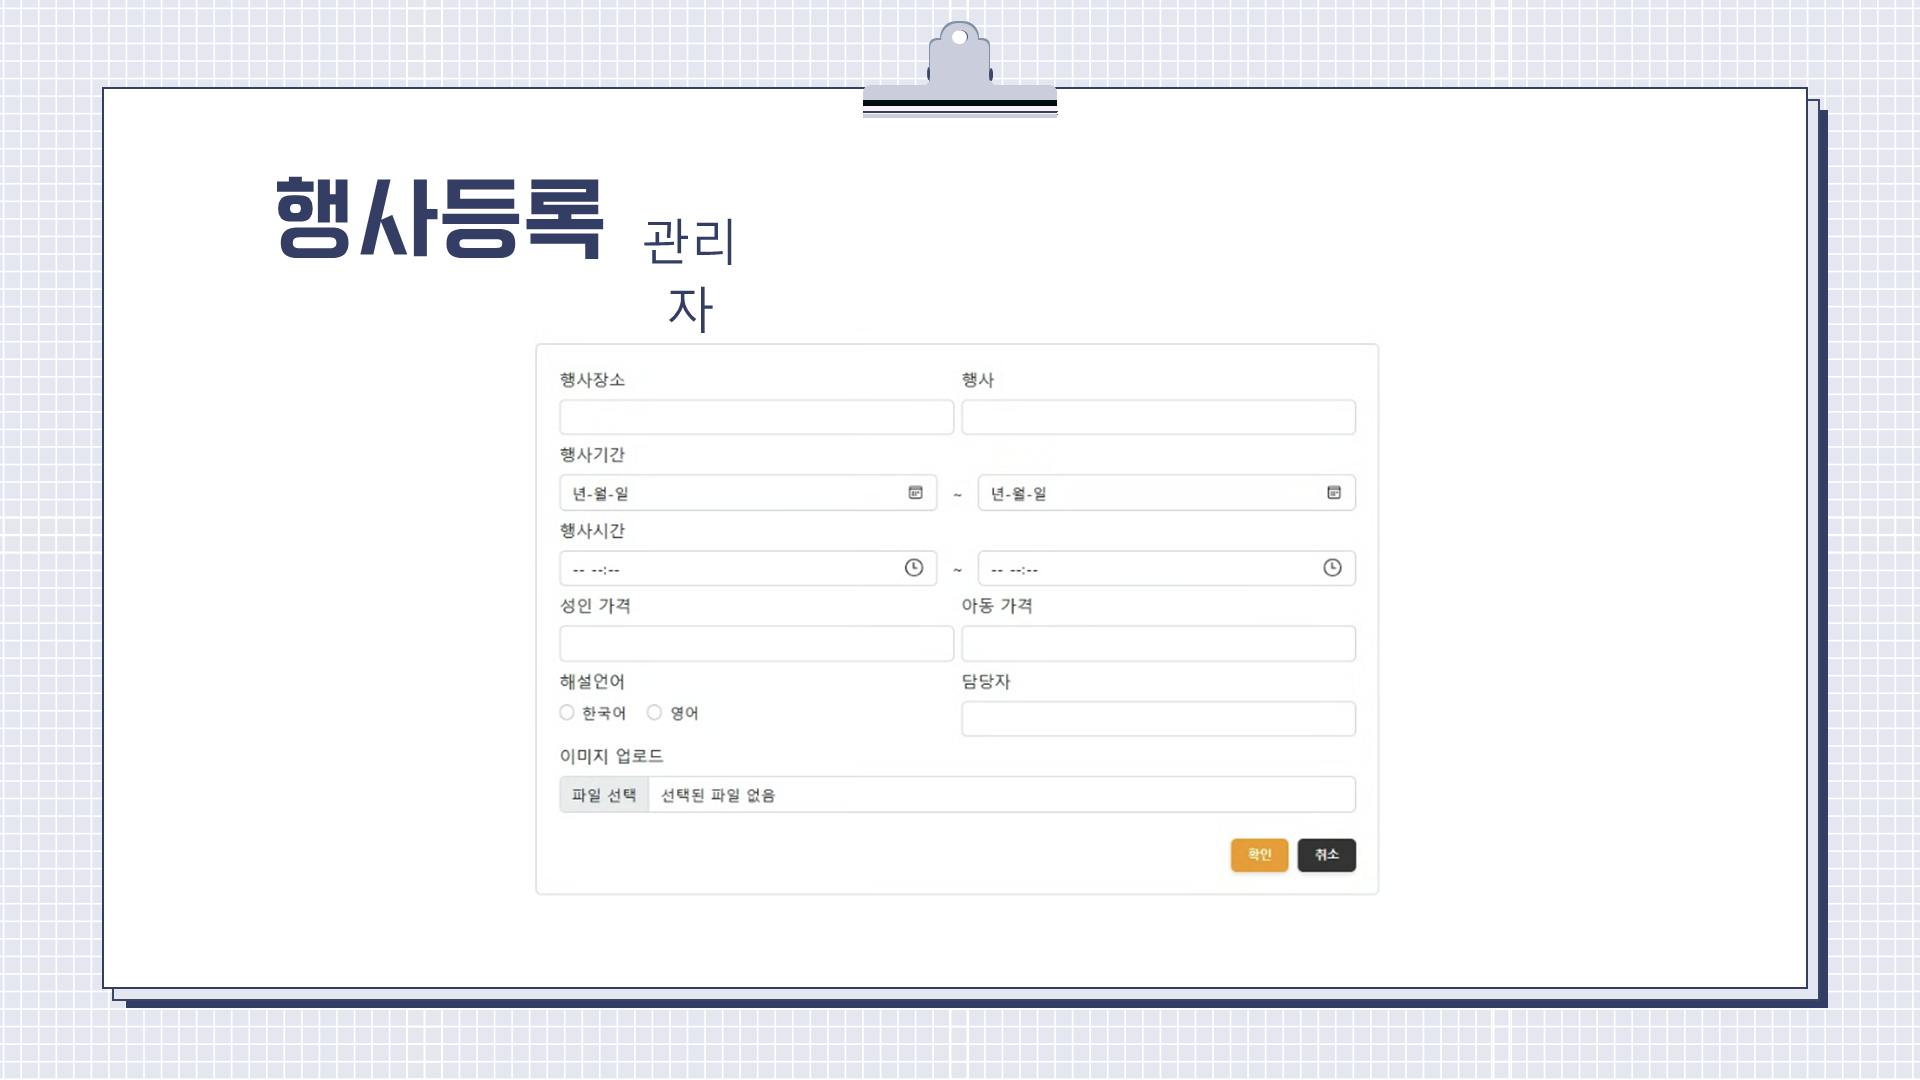 행사등록
관리
자
행사장소 행사
행사기간
년-월-일 ~ 년-월-일
행사시간
-- --:-- ~ -- --:--
성인 가격 아동 가격
해설언어 담당자
한국어 영어
이미지 업로드
파일 선택 선택된 파일 없음
확인 취소